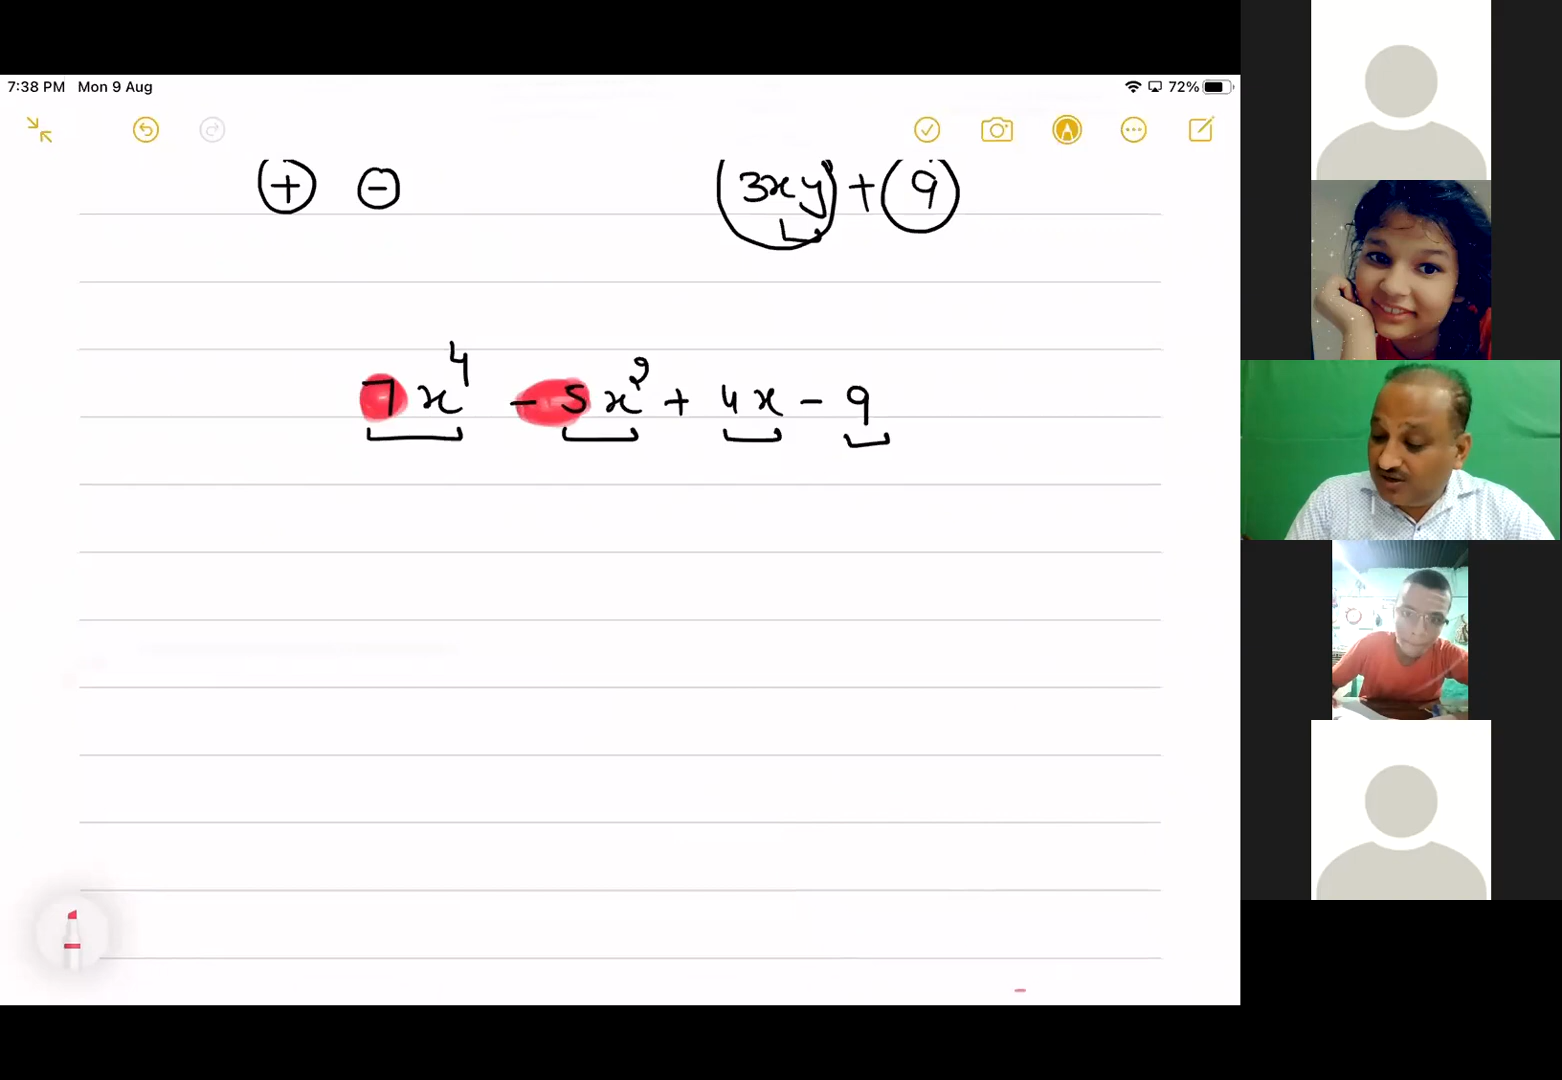 7:38 PM Mon 9 Aug 72%
+ - (3xy) + 9
7x⁴ - 5x² + 4x - 9